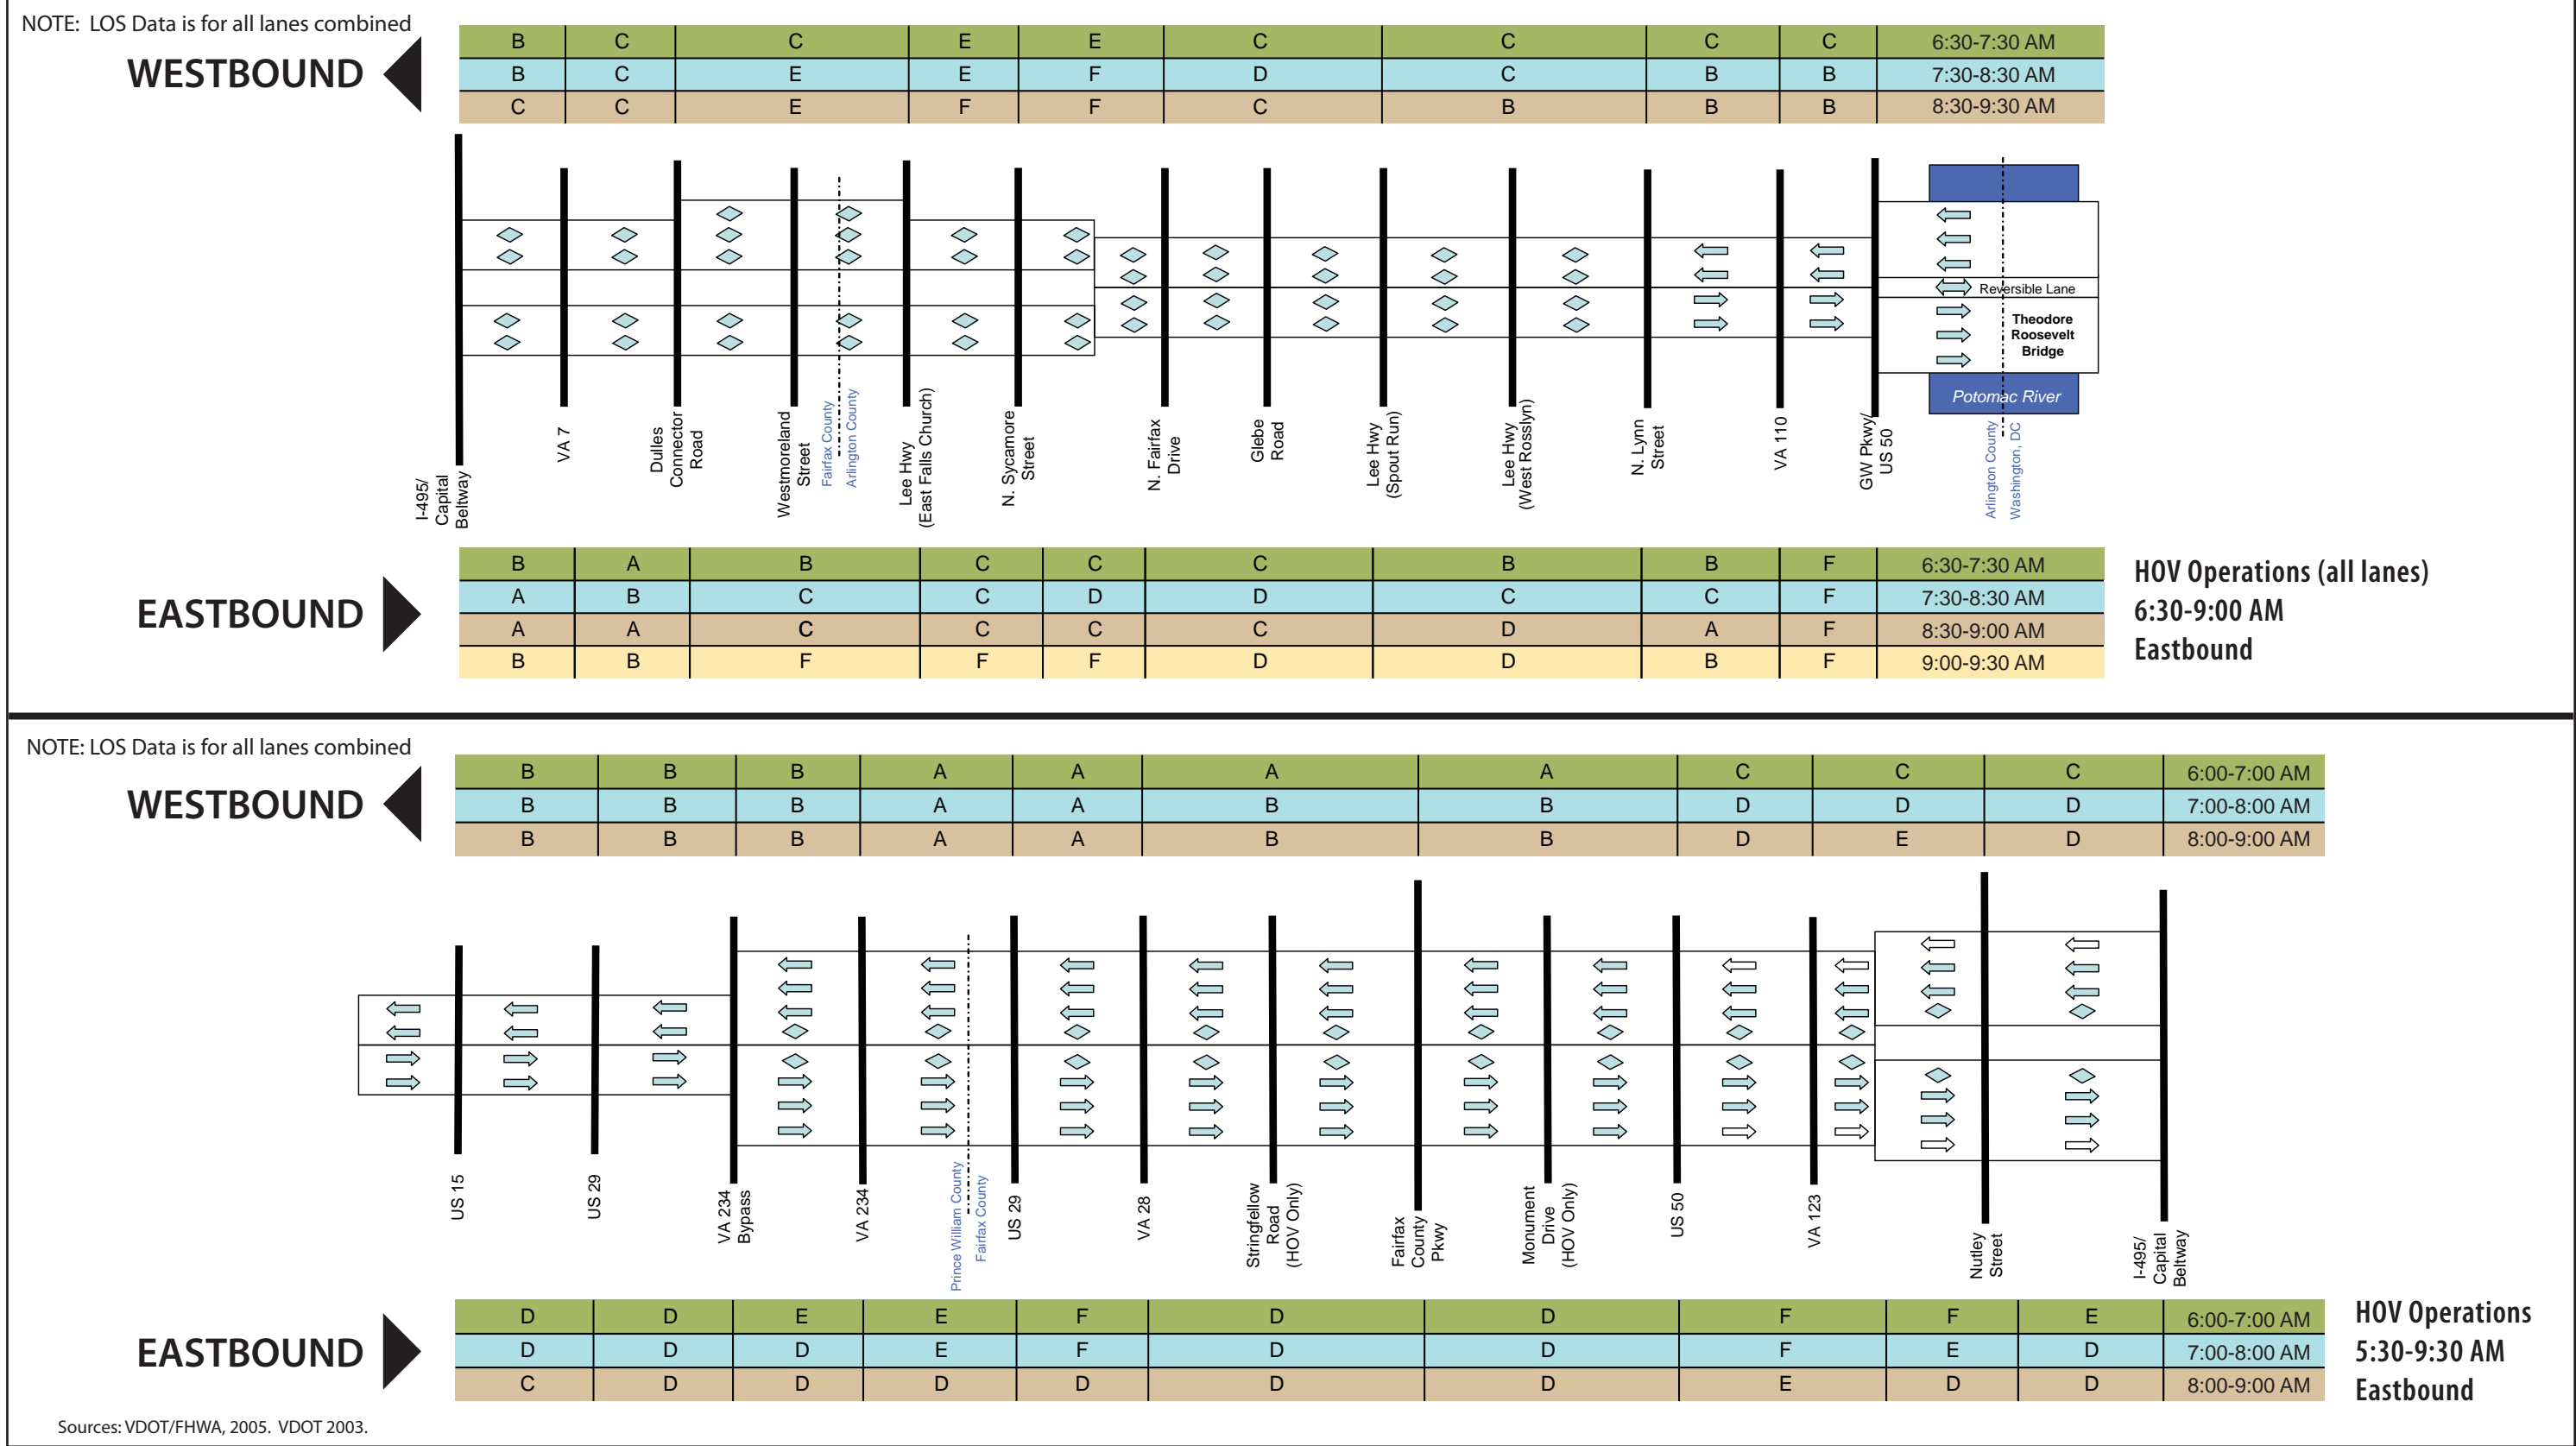 NOTE: LOS Data is for all lanes combined
WESTBOUND
B C C E E C C C C 6:30-7:30 AM
B C E E F D C B B 7:30-8:30 AM
C C E F F C B B B 8:30-9:30 AM
Reversible Lane
Theodore
Roosevelt
Bridge
Potomac River
I-495/
Capital
Beltway
VA 7
Dulles
Connector
Road
Westmoreland
Street
Fairfax County
Arlington County
Lee Hwy
(East Falls Church)
N. Sycamore
Street
N. Fairfax
Drive
Glebe
Road
Lee Hwy
(Spout Run)
Lee Hwy
(West Rosslyn)
N. Lynn
Street
VA 110
GW Pkwy/
US 50
Arlington County
Washington, DC
EASTBOUND
B A B C C C B B F 6:30-7:30 AM
A B C C D D C C F 7:30-8:30 AM
A A C C C C D A F 8:30-9:00 AM
B B F F F D D B F 9:00-9:30 AM
HOV Operations (all lanes)
6:30-9:00 AM
Eastbound
NOTE: LOS Data is for all lanes combined
WESTBOUND
B B B A A A A C C C 6:00-7:00 AM
B B B A A B B D D D 7:00-8:00 AM
B B B A A B B D E D 8:00-9:00 AM
US 15
US 29
VA 234
Bypass
VA 234
Prince William County
Fairfax County
US 29
VA 28
Stringfellow
Road
(HOV Only)
Fairfax
County
Pkwy
Monument
Drive
(HOV Only)
US 50
VA 123
Nutley
Street
I-495/
Capital
Beltway
EASTBOUND
D D E E F D D F F E 6:00-7:00 AM
D D D E F D D F E D 7:00-8:00 AM
C D D D D D D E D D 8:00-9:00 AM
HOV Operations
5:30-9:30 AM
Eastbound
Sources: VDOT/FHWA, 2005. VDOT 2003.